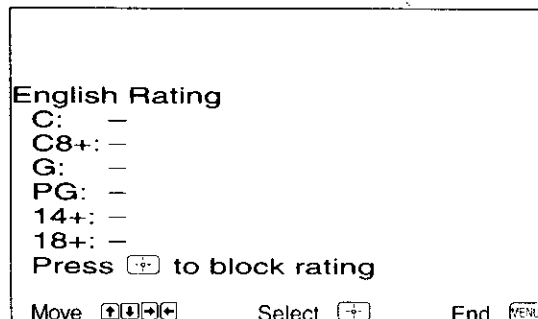 English Rating
C: –
C8+: –
G: –
PG: –
14+: –
18+: –
Press to block rating
Move Select End MENU